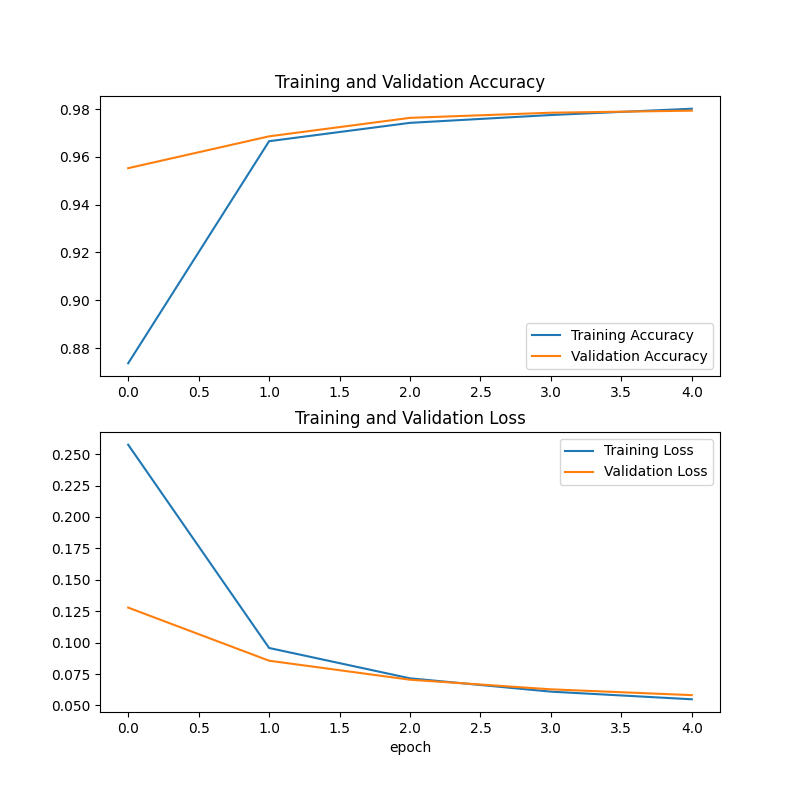 Training and Validation Accuracy
0.98
0.96
0.94
0.92
0.90
0.88
Training Accuracy
Validation Accuracy
0.0 0.5 1.0 1.5 2.0 2.5 3.0 3.5 4.0
Training and Validation Loss
0.250
0.225
0.200
0.175
0.150
0.125
0.100
0.075
0.050
Training Loss
Validation Loss
0.0 0.5 1.0 1.5 2.0 2.5 3.0 3.5 4.0
epoch